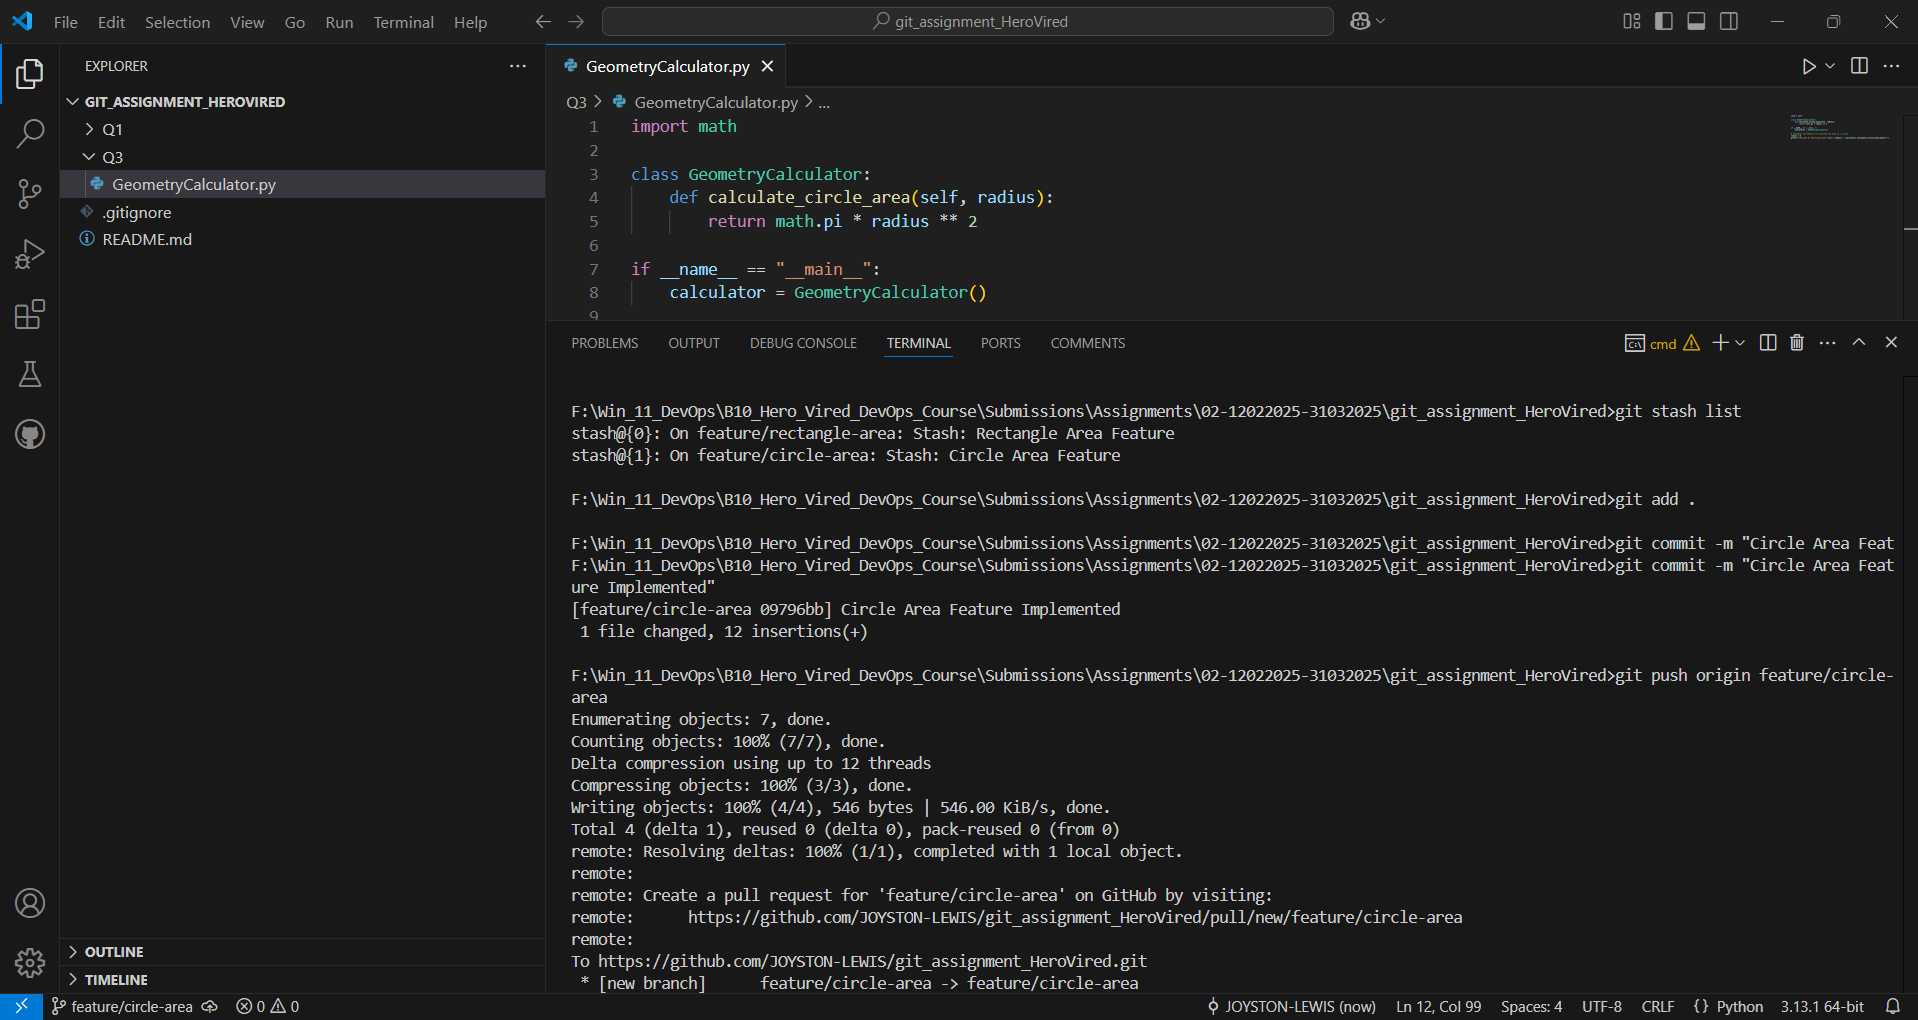 File Edit Selection View Go Run Terminal Help
git_assignment_HeroVired
EXPLORER
GIT_ASSIGNMENT_HEROVIRED
Q1
Q3
GeometryCalculator.py
.gitignore
README.md
OUTLINE
TIMELINE
GeometryCalculator.py
Q3 > GeometryCalculator.py > ...
1 import math
2
3 class GeometryCalculator:
4 def calculate_circle_area(self, radius):
5 return math.pi * radius ** 2
6
7 if __name__ == "__main__":
8 calculator = GeometryCalculator()
9
PROBLEMS OUTPUT DEBUG CONSOLE TERMINAL PORTS COMMENTS
cmd
F:\Win_11_DevOps\B10_Hero_Vired_DevOps_Course\Submissions\Assignments\02-12022025-31032025\git_assignment_HeroVired>git stash list
stash@{0}: On feature/rectangle-area: Stash: Rectangle Area Feature
stash@{1}: On feature/circle-area: Stash: Circle Area Feature
F:\Win_11_DevOps\B10_Hero_Vired_DevOps_Course\Submissions\Assignments\02-12022025-31032025\git_assignment_HeroVired>git add .
F:\Win_11_DevOps\B10_Hero_Vired_DevOps_Course\Submissions\Assignments\02-12022025-31032025\git_assignment_HeroVired>git commit -m "Circle Area Feat
F:\Win_11_DevOps\B10_Hero_Vired_DevOps_Course\Submissions\Assignments\02-12022025-31032025\git_assignment_HeroVired>git commit -m "Circle Area Feat
ure Implemented"
[feature/circle-area 09796bb] Circle Area Feature Implemented
1 file changed, 12 insertions(+)
F:\Win_11_DevOps\B10_Hero_Vired_DevOps_Course\Submissions\Assignments\02-12022025-31032025\git_assignment_HeroVired>git push origin feature/circle-
area
Enumerating objects: 7, done.
Counting objects: 100% (7/7), done.
Delta compression using up to 12 threads
Compressing objects: 100% (3/3), done.
Writing objects: 100% (4/4), 546 bytes | 546.00 KiB/s, done.
Total 4 (delta 1), reused 0 (delta 0), pack-reused 0 (from 0)
remote: Resolving deltas: 100% (1/1), completed with 1 local object.
remote:
remote: Create a pull request for 'feature/circle-area' on GitHub by visiting:
remote:      https://github.com/JOYSTON-LEWIS/git_assignment_HeroVired/pull/new/feature/circle-area
remote:
To https://github.com/JOYSTON-LEWIS/git_assignment_HeroVired.git
* [new branch]      feature/circle-area -> feature/circle-area
feature/circle-area 0 0 JOYSTON-LEWIS (now) Ln 12, Col 99 Spaces: 4 UTF-8 CRLF {} Python 3.13.1 64-bit